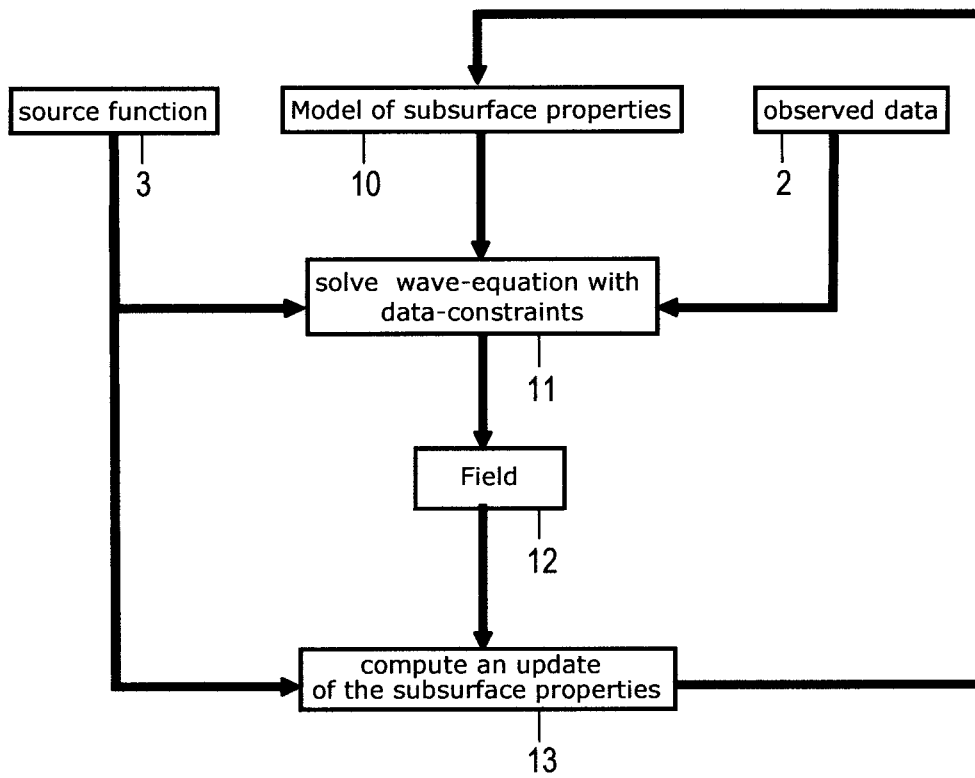 source function
Model of subsurface properties
observed data
3
10
2
solve wave-equation with
data-constraints
11
Field
12
compute an update
of the subsurface properties
13